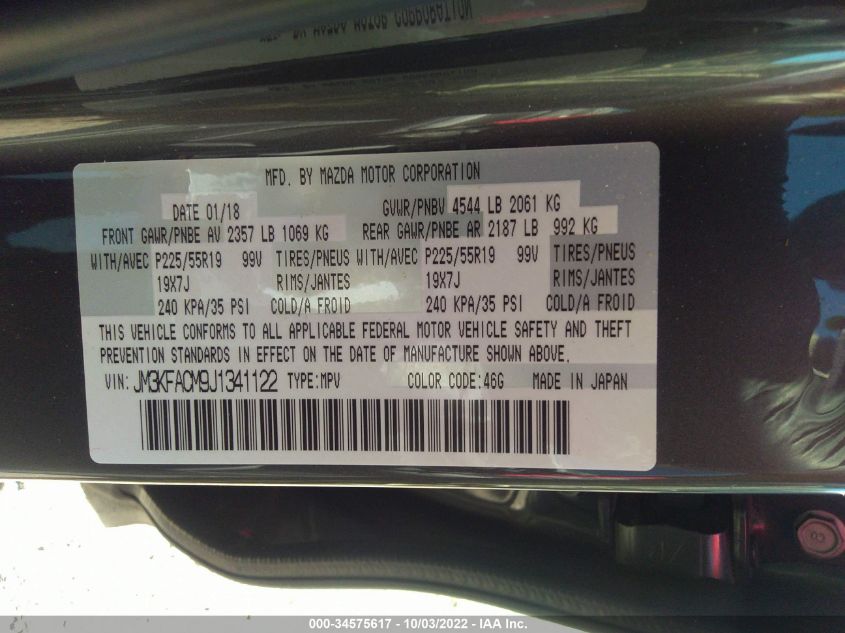 MFD. BY MAZDA MOTOR CORPORATION
DATE 01/18 GVWR/PNBV 4544 LB 2061 KG
FRONT GAWR/PNBE AV 2357 LB 1069 KG REAR GAWR/PNBE AR 2187 LB 992 KG
WITH/AVEC P225/55R19 99V TIRES/PNEUS WITH/AVEC P225/55R19 99V TIRES/PNEUS
19X7J RIMS/JANTES 19X7J RIMS/JANTES
240 KPA/35 PSI COLD/A FROID 240 KPA/35 PSI COLD/A FROID
THIS VEHICLE CONFORMS TO ALL APPLICABLE FEDERAL MOTOR VEHICLE SAFETY AND THEFT
PREVENTION STANDARDS IN EFFECT ON THE DATE OF MANUFACTURE SHOWN ABOVE.
VIN: JM3KFACM9J1341122 TYPE:MPV COLOR CODE:46G MADE IN JAPAN
000-34575617 - 10/03/2022 - IAA Inc.